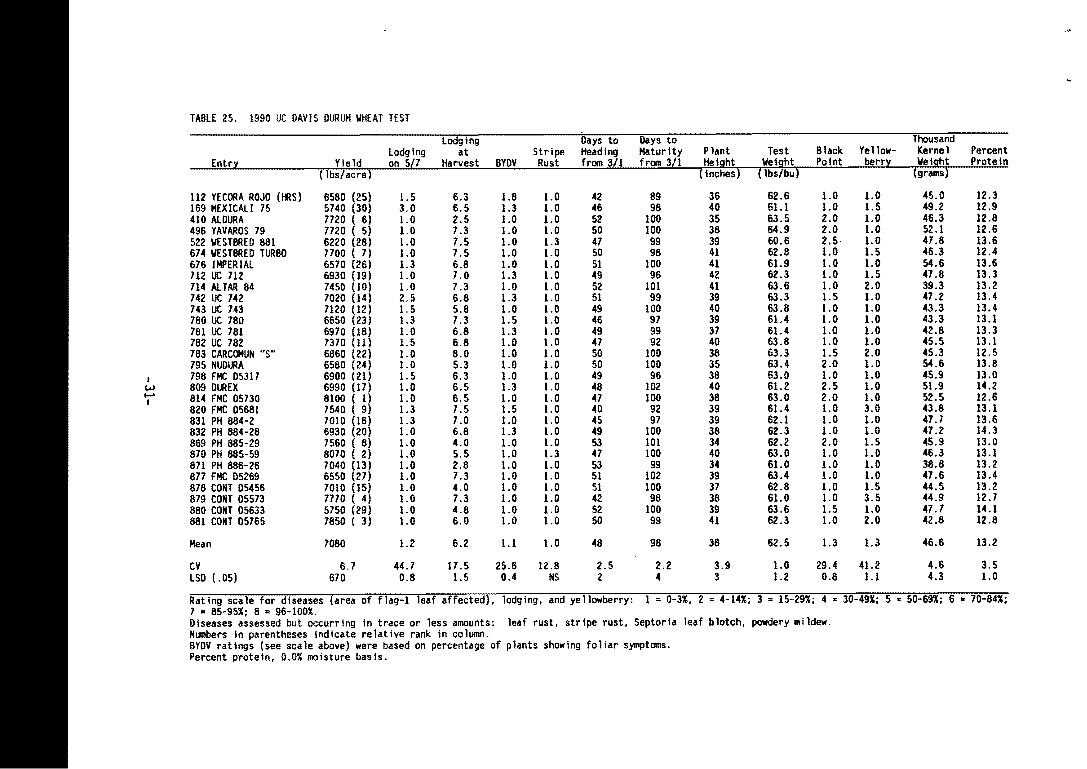 TABLE 25. 1990 UC DAVIS DURUM WHEAT TEST
Lodging Days to Days to Thousand
Lodging at Stripe Heading Maturity Plant Test Black Yellow- Kernel Percent
Entry Yield on 5/7 Harvest BYDV Rust from 3/1 from 3/1 Height Weight Point berry Weight Protein
(lbs/acre) (inches) (lbs/bu) (grams)
112 YECORA ROJO (HRS) 6580 (25) 1.5 6.3 1.8 1.0 42 89 36 62.6 1.0 1.0 45.0 12.3
169 MEXICALI 75 5740 (30) 3.0 6.5 1.3 1.0 46 98 40 61.1 1.0 1.5 49.2 12.9
410 ALDURA 7720 ( 6) 1.0 2.5 1.0 1.0 52 100 35 63.5 2.0 1.0 46.3 12.8
496 YAVAROS 79 7720 ( 5) 1.0 7.3 1.0 1.0 50 100 38 64.9 2.0 1.0 52.1 12.6
522 WESTBRED 881 6220 (28) 1.0 7.5 1.0 1.3 47 99 39 60.6 2.5 1.0 47.8 13.6
674 WESTBRED TURBO 7700 ( 7) 1.0 7.5 1.0 1.0 50 98 41 62.8 1.0 1.5 46.3 12.4
676 IMPERIAL 6570 (26) 1.3 6.8 1.0 1.0 51 100 41 61.9 1.0 1.0 54.6 13.6
712 UC 712 6930 (19) 1.0 7.0 1.3 1.0 49 96 42 62.3 1.0 1.5 47.8 13.3
714 ALTAR 84 7450 (10) 1.0 7.3 1.0 1.0 52 101 41 63.6 1.0 2.0 39.3 13.2
742 UC 742 7020 (14) 2.5 6.8 1.3 1.0 51 99 39 63.3 1.5 1.0 47.2 13.4
743 UC 743 7120 (12) 1.5 5.8 1.0 1.0 49 100 40 63.8 1.0 1.0 43.3 13.4
780 UC 780 6650 (23) 1.3 7.3 1.5 1.0 46 97 39 61.4 1.0 1.0 43.3 13.1
781 UC 781 6970 (18) 1.0 6.8 1.3 1.0 49 99 37 61.4 1.0 1.0 42.8 13.3
782 UC 782 7370 (11) 1.5 6.8 1.0 1.0 47 92 40 63.8 1.0 1.0 45.5 13.1
783 CARCOMUN "S" 6860 (22) 1.0 8.0 1.0 1.0 50 100 38 63.3 1.5 2.0 45.3 12.5
795 NUDURA 6580 (24) 1.0 5.3 1.0 1.0 50 100 35 63.4 2.0 1.0 54.6 13.8
798 FMC D5317 6900 (21) 1.5 6.3 1.0 1.0 49 96 38 63.0 1.0 1.0 45.9 13.0
809 DUREX 6990 (17) 1.0 6.5 1.3 1.0 48 102 40 61.2 2.5 1.0 51.9 14.2
814 FMC D5730 8100 ( 1) 1.0 6.5 1.0 1.0 47 100 38 63.0 2.0 1.0 52.5 12.6
820 FMC D5681 7540 ( 9) 1.3 7.5 1.5 1.0 40 92 39 61.4 1.0 3.0 43.8 13.1
831 PH 884-2 7010 (16) 1.3 7.0 1.0 1.0 45 97 39 62.1 1.0 1.0 47.7 13.6
832 PH 884-28 6930 (20) 1.0 6.8 1.3 1.0 49 100 38 62.3 1.0 1.0 47.2 14.3
869 PH 885-29 7560 ( 8) 1.0 4.0 1.0 1.0 53 101 34 62.2 2.0 1.5 45.9 13.0
870 PH 885-59 8070 ( 2) 1.0 5.5 1.0 1.3 47 100 40 63.0 1.0 1.0 46.3 13.1
871 PH 886-26 7040 (13) 1.0 2.8 1.0 1.0 53 99 34 61.0 1.0 1.0 38.6 13.2
877 FMC D5269 6550 (27) 1.0 7.3 1.0 1.0 51 102 39 63.4 1.0 1.0 47.6 13.4
878 CONT D5456 7010 (15) 1.0 4.0 1.0 1.0 51 100 37 62.8 1.0 1.5 44.5 13.2
879 CONT D5573 7770 ( 4) 1.0 7.3 1.0 1.0 42 98 38 61.0 1.0 3.5 44.9 12.7
880 CONT D5633 5750 (29) 1.0 4.8 1.0 1.0 52 100 39 63.6 1.5 1.0 47.7 14.1
881 CONT D5765 7850 ( 3) 1.0 6.0 1.0 1.0 50 99 41 62.3 1.0 2.0 42.8 12.8
Mean 7080 1.2 6.2 1.1 1.0 48 98 38 62.5 1.3 1.3 46.6 13.2
CV 6.7 44.7 17.5 25.6 12.8 2.5 2.2 3.9 1.0 29.4 41.2 4.6 3.5
LSD (.05) 670 0.8 1.5 0.4 NS 2 4 3 1.2 0.8 1.1 4.3 1.0
Rating scale for diseases (area of flag-1 leaf affected), lodging, and yellowberry: 1 = 0-3%, 2 = 4-14%; 3 = 15-29%; 4 = 30-49%; 5 = 50-69%; 6 = 70-84%;
7 = 85-95%; 8 = 96-100%.
Diseases assessed but occurring in trace or less amounts: leaf rust, stripe rust, Septoria leaf blotch, powdery mildew.
Numbers in parentheses indicate relative rank in column.
BYDV ratings (see scale above) were based on percentage of plants showing foliar symptoms.
Percent protein, 0.0% moisture basis.
-31-